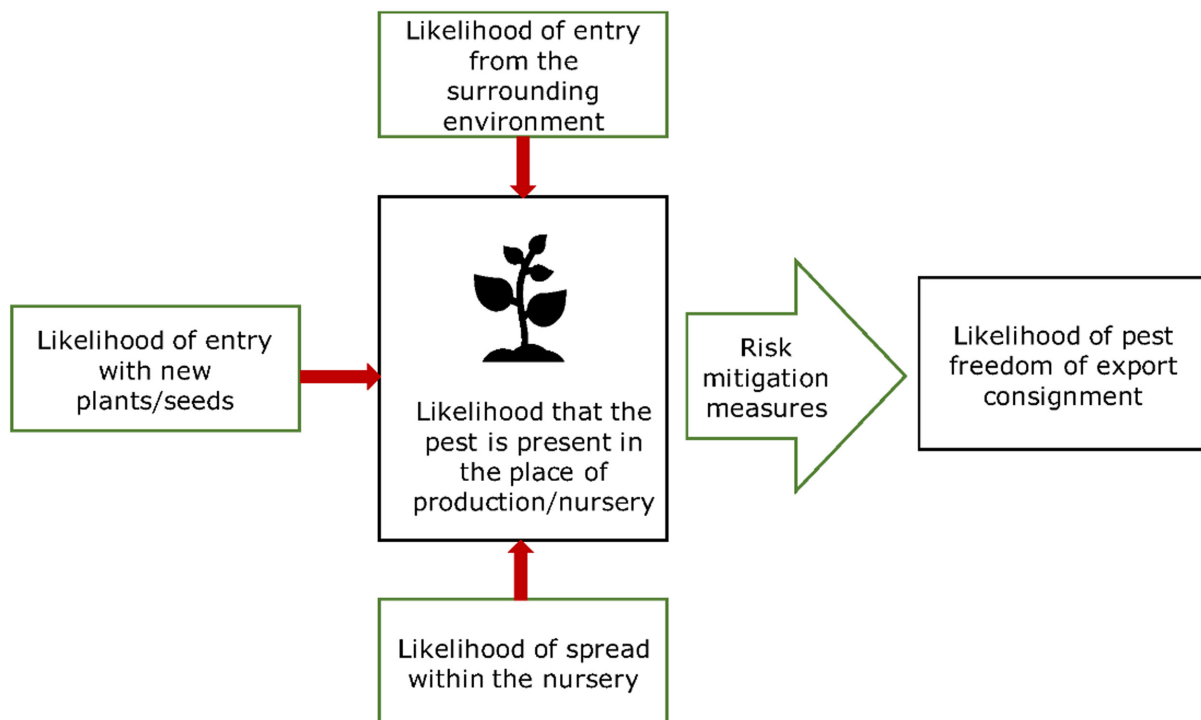 Likelihood of entry
from the
surrounding
environment
Likelihood of entry
with new
plants/seeds
Likelihood that the
pest is present in
the place of
production/nursery
Risk
mitigation
measures
Likelihood of pest
freedom of export
consignment
Likelihood of spread
within the nursery